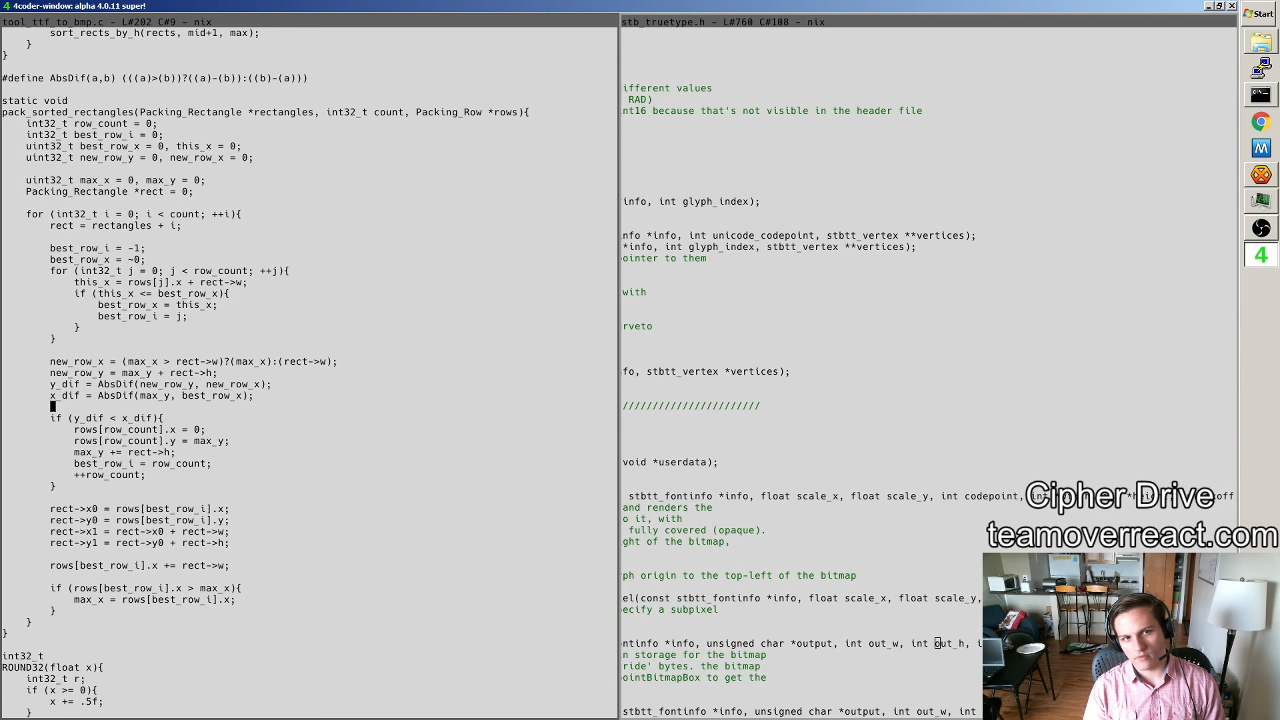 4coder-window: alpha 4.0.11 super!
Start
tool_ttf_to_bmp.c - L#202 C#9 - nix
sort_rects_by_h(rects, mid+1, max);
}
}
#define AbsDif(a,b) (((a)>(b))?((a)-(b)):((b)-(a)))
static void
pack_sorted_rectangles(Packing_Rectangle *rectangles, int32_t count, Packing_Row *rows){
int32_t row_count = 0;
int32_t best_row_i = 0;
uint32_t best_row_x = 0, this_x = 0;
uint32_t new_row_y = 0, new_row_x = 0;
uint32_t max_x = 0, max_y = 0;
Packing_Rectangle *rect = 0;
for (int32_t i = 0; i < count; ++i){
rect = rectangles + i;
best_row_i = -1;
best_row_x = ~0;
for (int32_t j = 0; j < row_count; ++j){
this_x = rows[j].x + rect->w;
if (this_x <= best_row_x){
best_row_x = this_x;
best_row_i = j;
}
}
new_row_x = (max_x > rect->w)?(max_x):(rect->w);
new_row_y = max_y + rect->h;
y_dif = AbsDif(new_row_y, new_row_x);
x_dif = AbsDif(max_y, best_row_x);
if (y_dif < x_dif){
rows[row_count].x = 0;
rows[row_count].y = max_y;
max_y += rect->h;
best_row_i = row_count;
++row_count;
}
rect->x0 = rows[best_row_i].x;
rect->y0 = rows[best_row_i].y;
rect->x1 = rect->x0 + rect->w;
rect->y1 = rect->y0 + rect->h;
rows[best_row_i].x += rect->w;
if (rows[best_row_i].x > max_x){
max_x = rows[best_row_i].x;
}
}
}
int32_t
ROUND32(float x){
int32_t r;
if (x >= 0){
x += .5f;
}
stb_truetype.h - L#760 C#108 - nix
ifferent values
RAD)
nt16 because that's not visible in the header file
info, int glyph_index);
nfo *info, int unicode_codepoint, stbtt_vertex **vertices);
*info, int glyph_index, stbtt_vertex **vertices);
pointer to them
with
rveto
fo, stbtt_vertex *vertices);
///////////////////////
void *userdata);
stbtt_fontinfo *info, float scale_x, float scale_y, int codepoint,
off
and renders the
o it, with
fully covered (opaque).
ght of the bitmap,
ph origin to the top-left of the bitmap
el(const stbtt_fontinfo *info, float scale_x, float scale_y,
ecify a subpixel
ontinfo *info, unsigned char *output, int out_w, int out_h, i
n storage for the bitmap
ride' bytes. the bitmap
pointBitmapBox to get the
stbtt_fontinfo *info, unsigned char *output, int out_w, int
M
4
Cipher Drive
teamoverreact.com